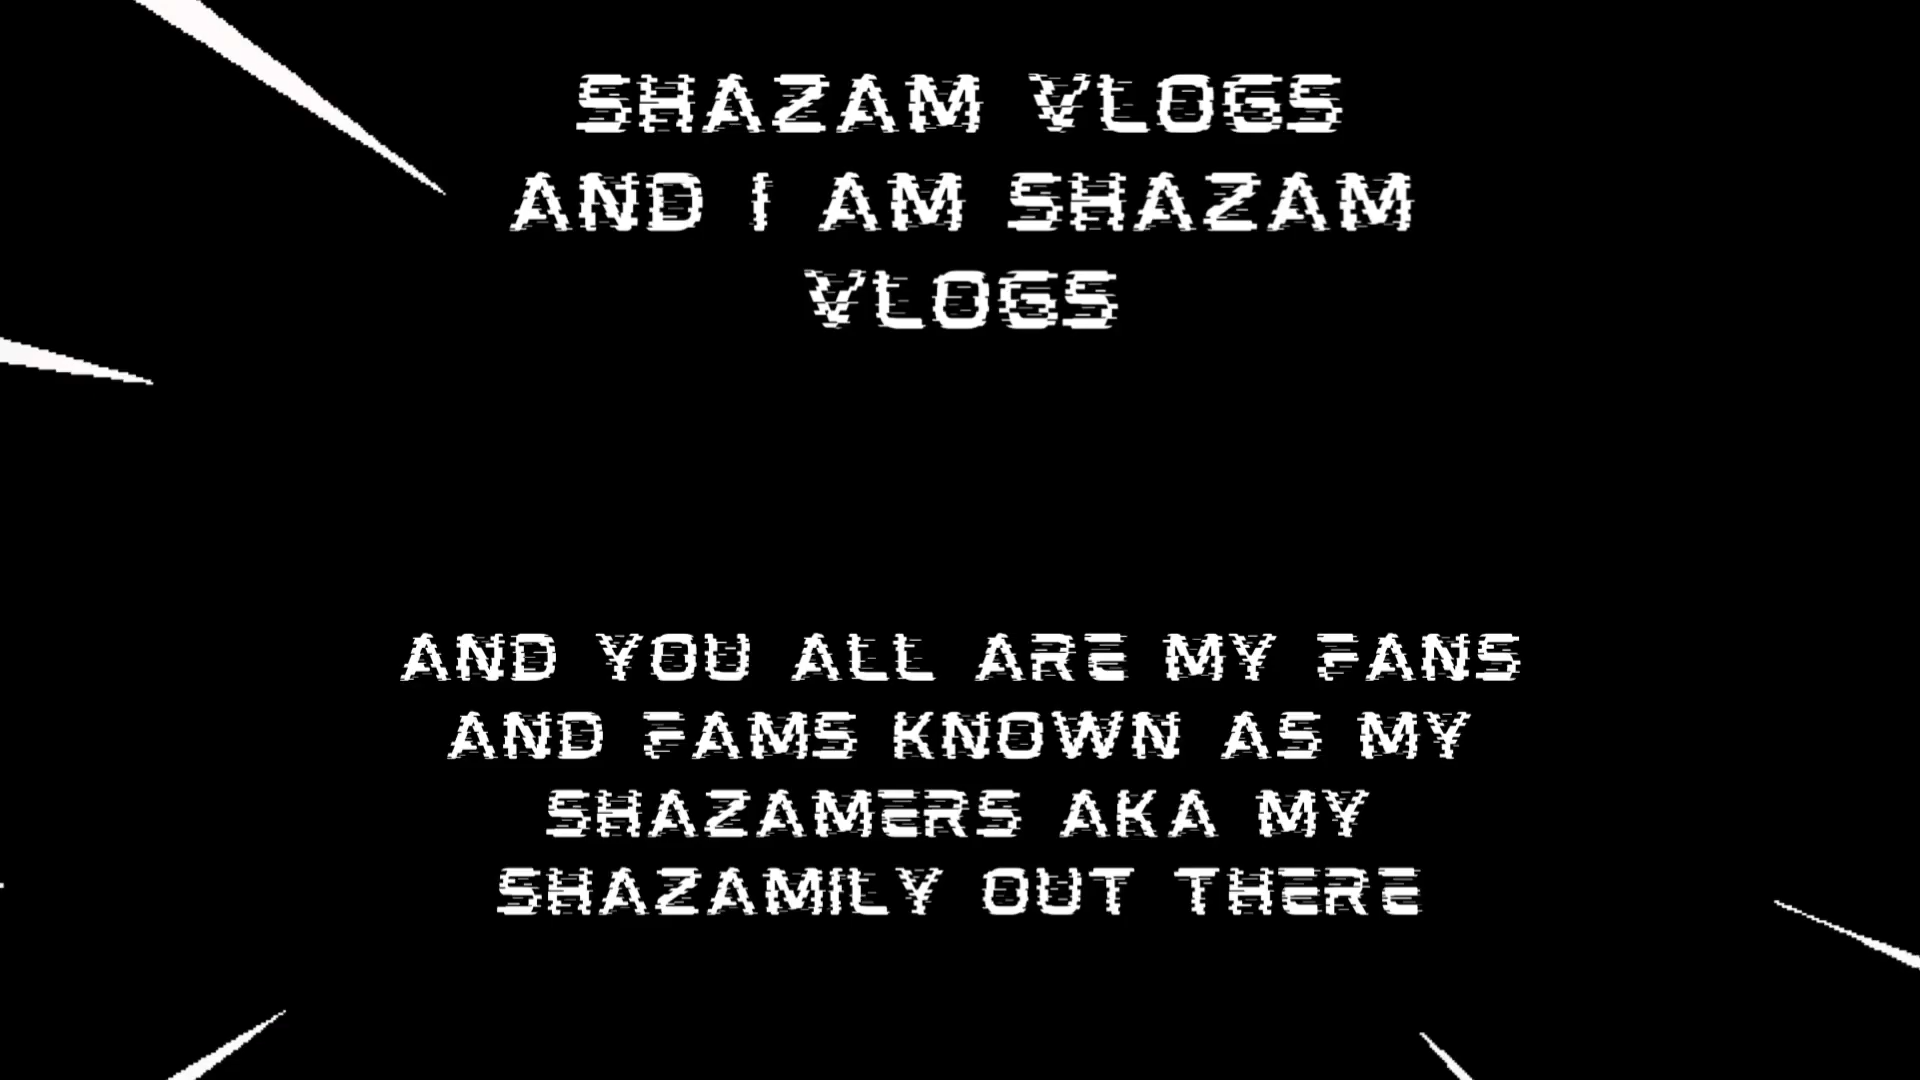 SHAZAM VLOGS
AND I AM SHAZAM
VLOGS
AND YOU ALL ARE MY FANS
AND FAMS KNOWN AS MY
SHAZAMERS AKA MY
SHAZAMILY OUT THERE